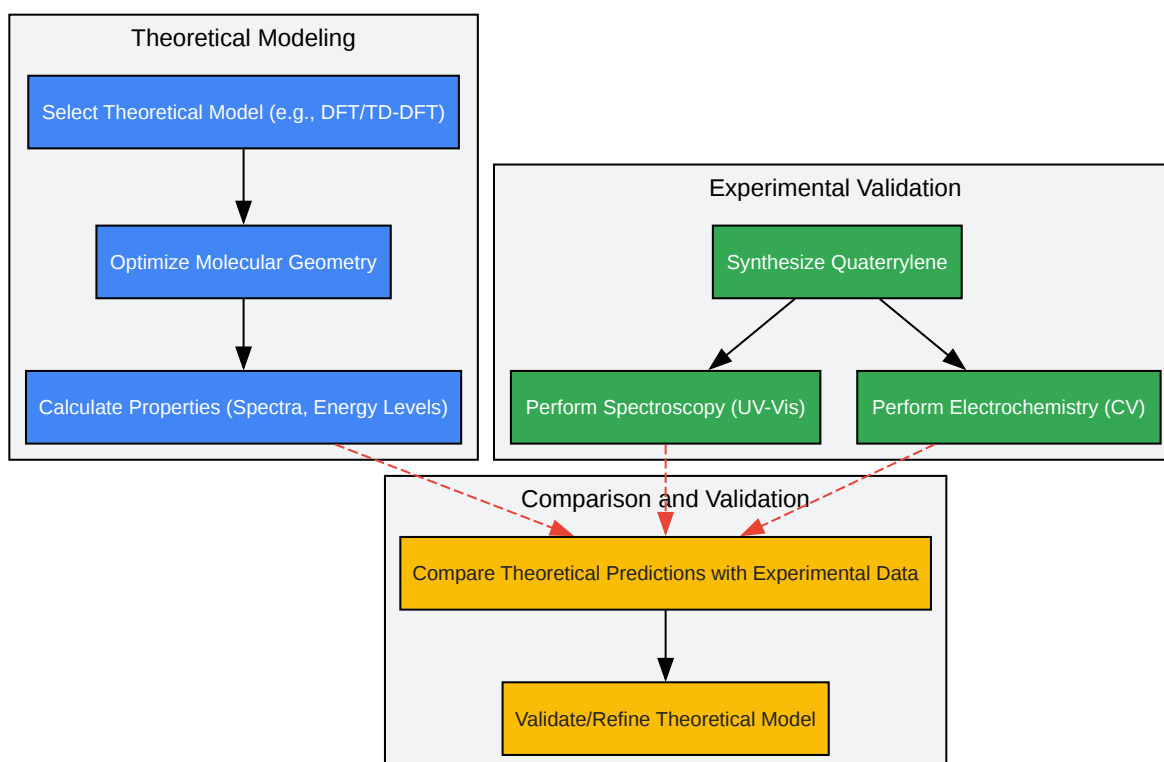 Theoretical Modeling
Select Theoretical Model (e.g., DFT/TD-DFT)
Optimize Molecular Geometry
Calculate Properties (Spectra, Energy Levels)
Experimental Validation
Synthesize Quaterrylene
Perform Spectroscopy (UV-Vis)
Perform Electrochemistry (CV)
Comparison and Validation
Compare Theoretical Predictions with Experimental Data
Validate/Refine Theoretical Model